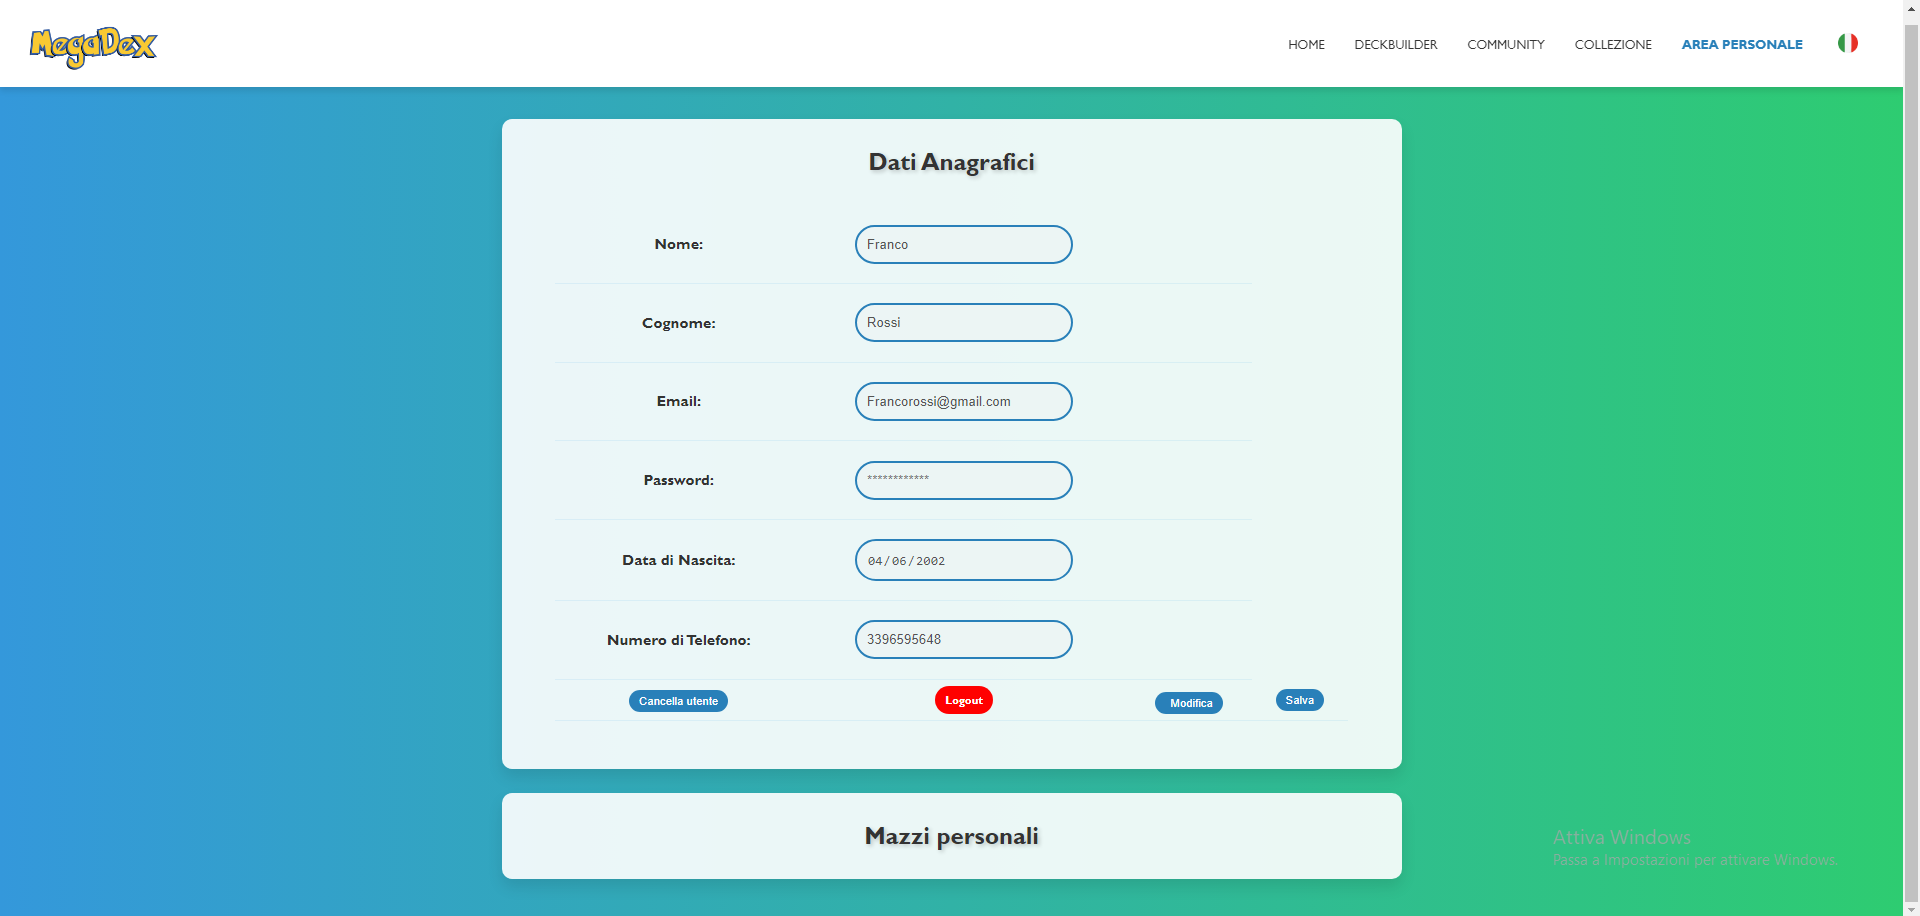 MegaDex
HOME DECKBUILDER COMMUNITY COLLEZIONE AREA PERSONALE
Dati Anagrafici
Nome: Franco
Cognome: Rossi
Email: Francorossi@gmail.com
Password: ************
Data di Nascita: 04/06/2002
Numero di Telefono: 3396595648
Cancella utente Logout Modifica Salva
Mazzi personali
Attiva Windows
Passa a Impostazioni per attivare Windows.